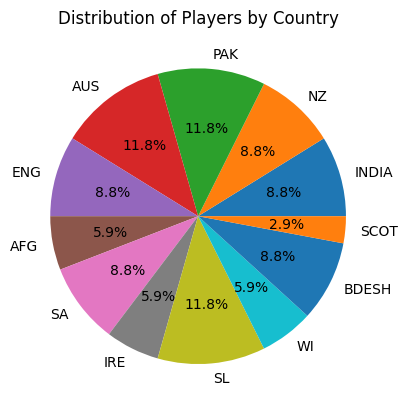 Distribution of Players by Country
PAK
AUS
NZ
11.8%
11.8%
8.8%
ENG
INDIA
8.8%
8.8%
AFG
5.9%
2.9%
SCOT
8.8%
8.8%
BDESH
SA
5.9%
11.8%
5.9%
IRE
WI
SL